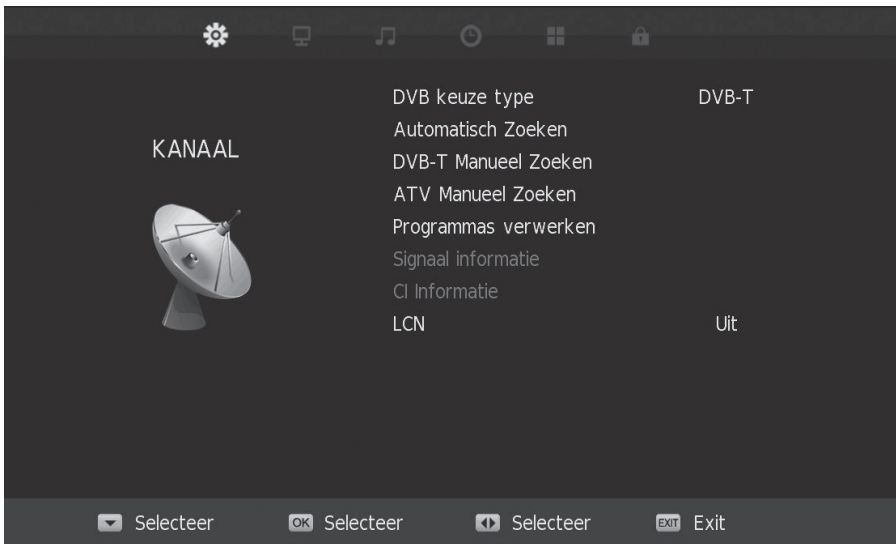 KANAAL
DVB keuze type DVB-T
Automatisch Zoeken
DVB-T Manueel Zoeken
ATV Manueel Zoeken
Programmas verwerken
Signaal informatie
CI Informatie
LCN Uit
Selecteer OK Selecteer Selecteer EXIT Exit